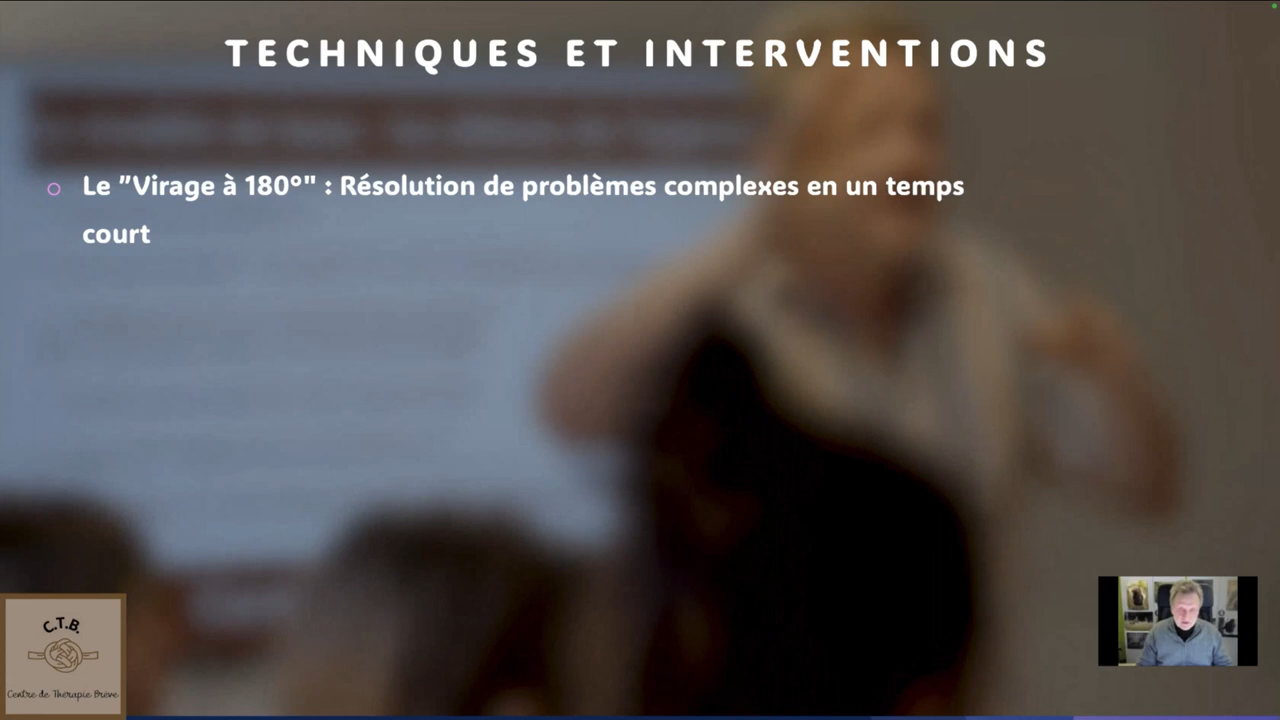 TECHNIQUES ET INTERVENTIONS
Le "Virage à 180°" : Résolution de problèmes complexes en un temps
court
C.T.B.
Centre de Thérapie Brève